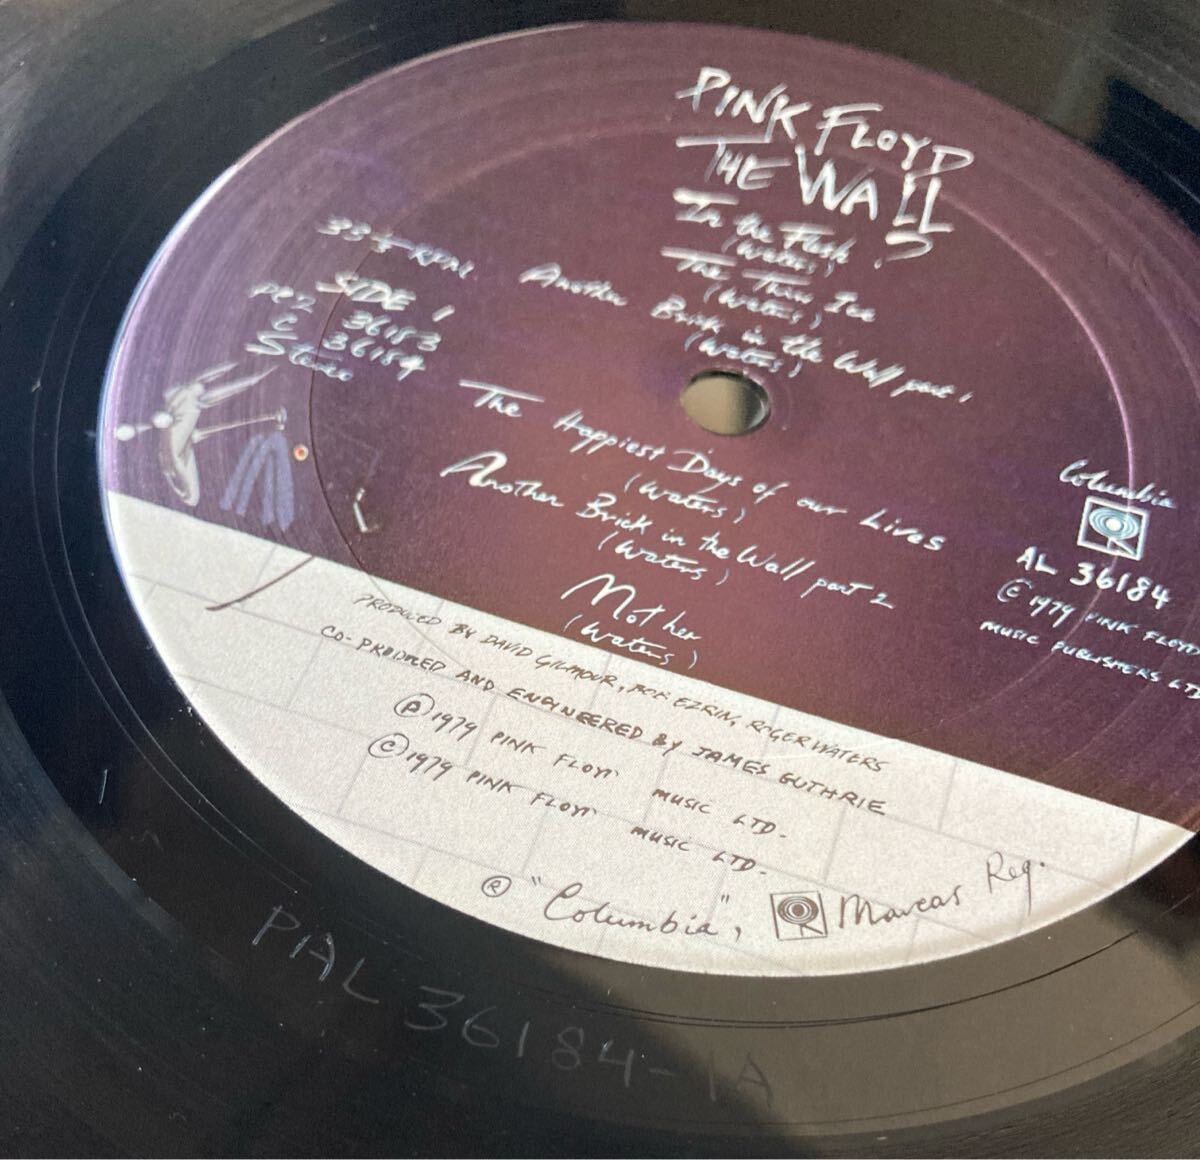 PINK FLOYD
THE WALL
In the Flesh ?
(Waters)
The Thin Ice
(Waters)
Another Brick in the Wall part 1
(Waters)
The Happiest Days of our Lives
(Waters)
Another Brick in the Wall part 2
(Waters)
Mother
(Waters)
33⅓ RPM
SIDE 1
PC2 36183
C 36184
Stereo
Columbia
AL 36184
© 1979 PINK FLOYD
MUSIC PUBLISHERS LTD
PRODUCED BY DAVID GILMOUR, BOB EZRIN, ROGER WATERS
CO-PRODUCED AND ENGINEERED BY JAMES GUTHRIE
℗ 1979 PINK FLOYD MUSIC LTD.
© 1979 PINK FLOYD MUSIC LTD.
® "Columbia", Marcas Reg.
PAL 36184-1A